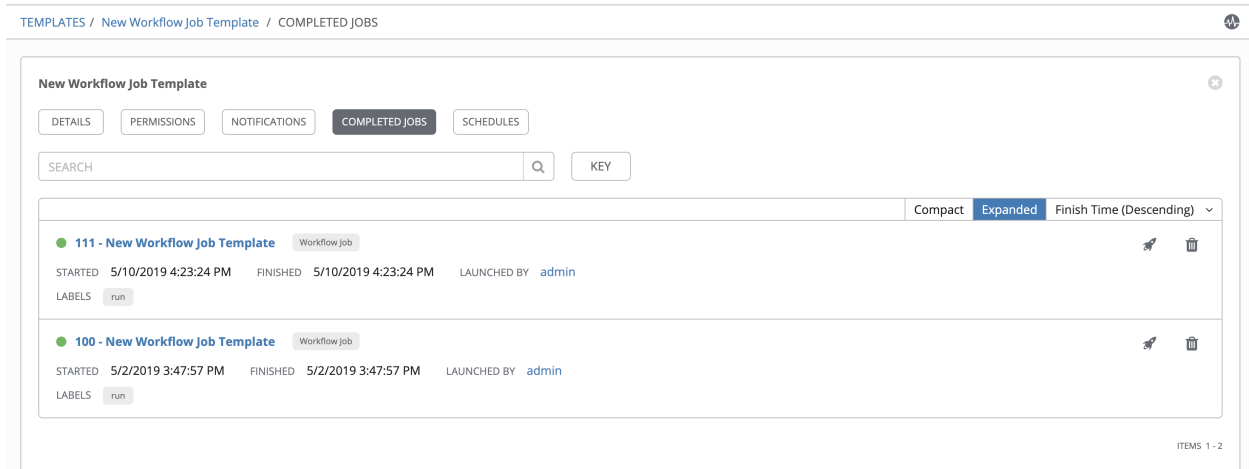 TEMPLATES / New Workflow Job Template / COMPLETED JOBS
New Workflow Job Template
DETAILS PERMISSIONS NOTIFICATIONS COMPLETED JOBS SCHEDULES
SEARCH KEY
Compact Expanded Finish Time (Descending)
111 - New Workflow Job Template Workflow Job
STARTED 5/10/2019 4:23:24 PM FINISHED 5/10/2019 4:23:24 PM LAUNCHED BY admin
LABELS run
100 - New Workflow Job Template Workflow Job
STARTED 5/2/2019 3:47:57 PM FINISHED 5/2/2019 3:47:57 PM LAUNCHED BY admin
LABELS run
ITEMS 1 - 2